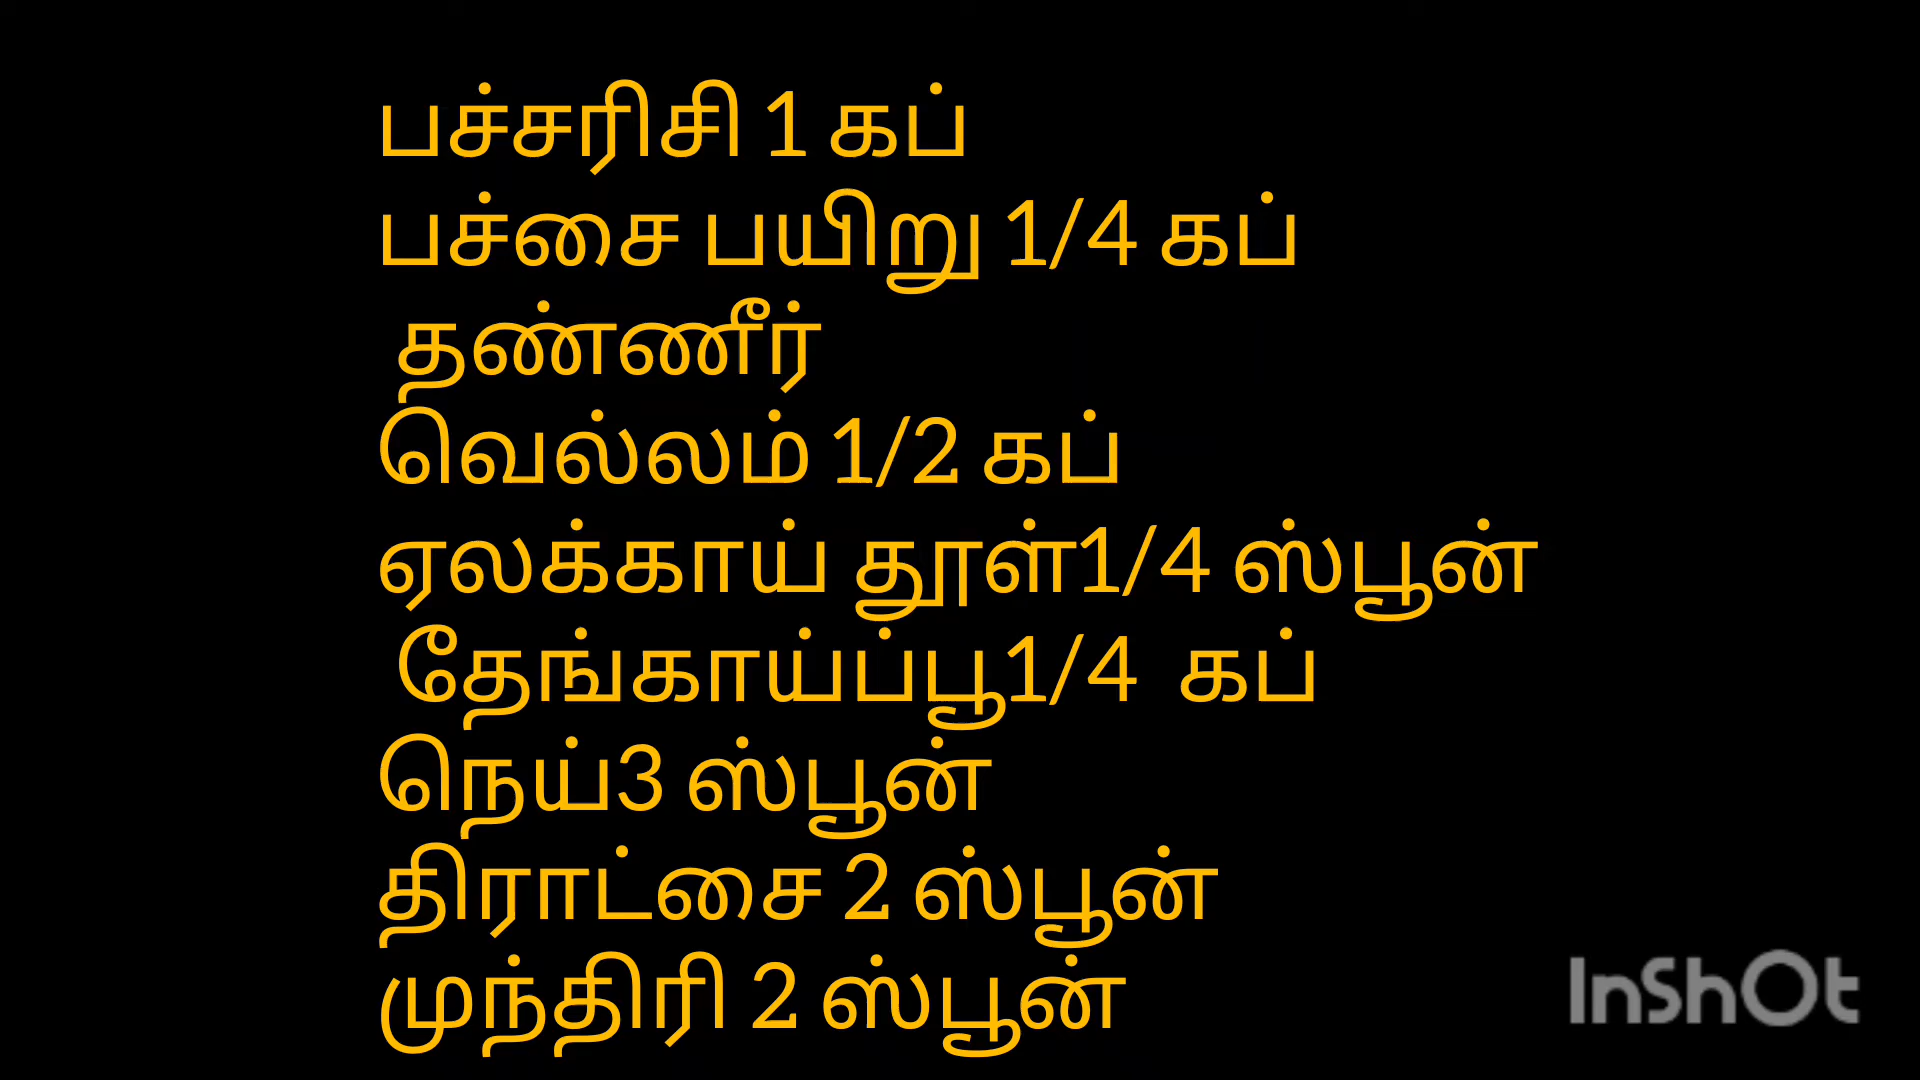 பச்சரிசி 1 கப்
பச்சை பயிறு 1/4 கப்
தண்ணீர்
வெல்லம் 1/2 கப்
ஏலக்காய் தூள்1/4 ஸ்பூன்
தேங்காய்ப்பூ1/4 கப்
நெய்3 ஸ்பூன்
திராட்சை 2 ஸ்பூன்
முந்திரி 2 ஸ்பூன்
InShOt